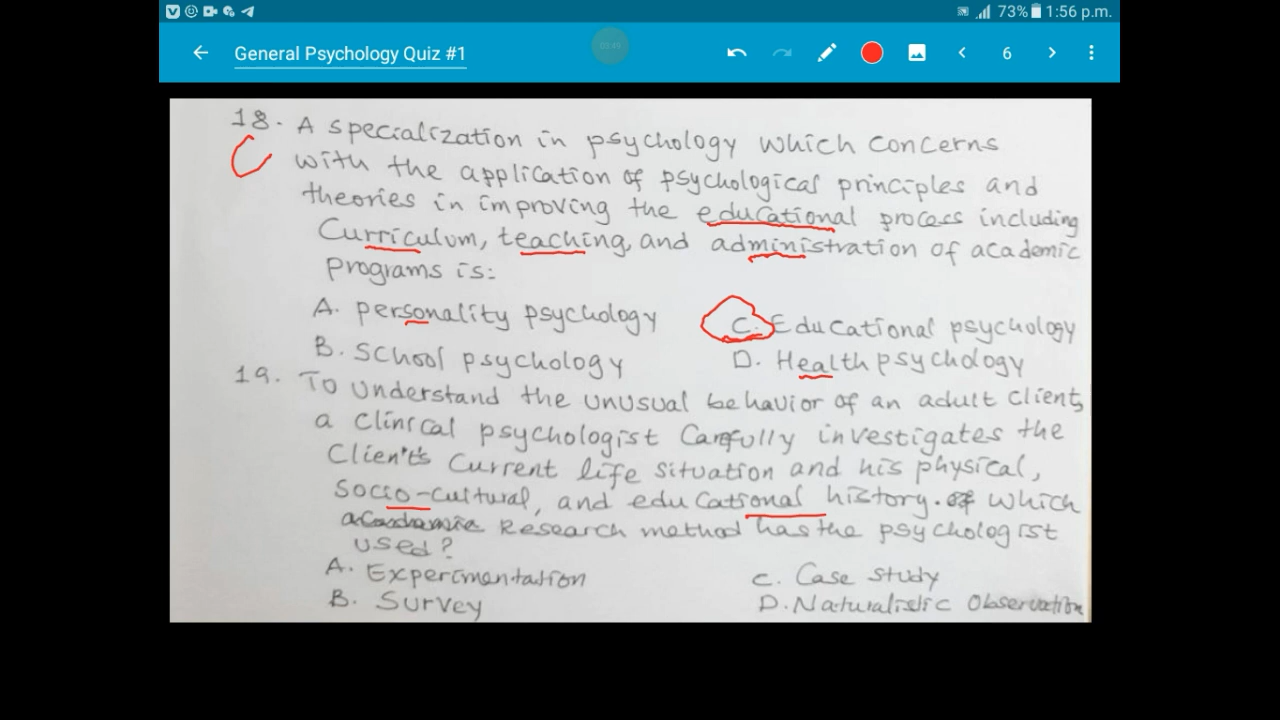 73% 1:56 p.m.
General Psychology Quiz #1
6
18. A specialization in psychology which concerns
C with the application of psychological principles and
theories in improving the educational process including
Curriculum, teaching, and administration of academic
programs is:
A. personality psychology C. Educational psychology
B. School psychology D. Health psychology
19. To understand the unusual behavior of an adult client,
a clinical psychologist Carefully investigates the
Client's Current life situation and his physical,
socio-cultural, and educational history. which
Research method has the psychologist
used?
A. Experimentation C. Case study
B. Survey D. Naturalistic Observation